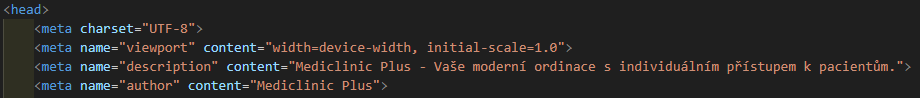 <head>
<meta charset="UTF-8">
<meta name="viewport" content="width=device-width, initial-scale=1.0">
<meta name="description" content="Mediclinic Plus - Vaše moderní ordinace s individuálním přístupem k pacientům.">
<meta name="author" content="Mediclinic Plus">